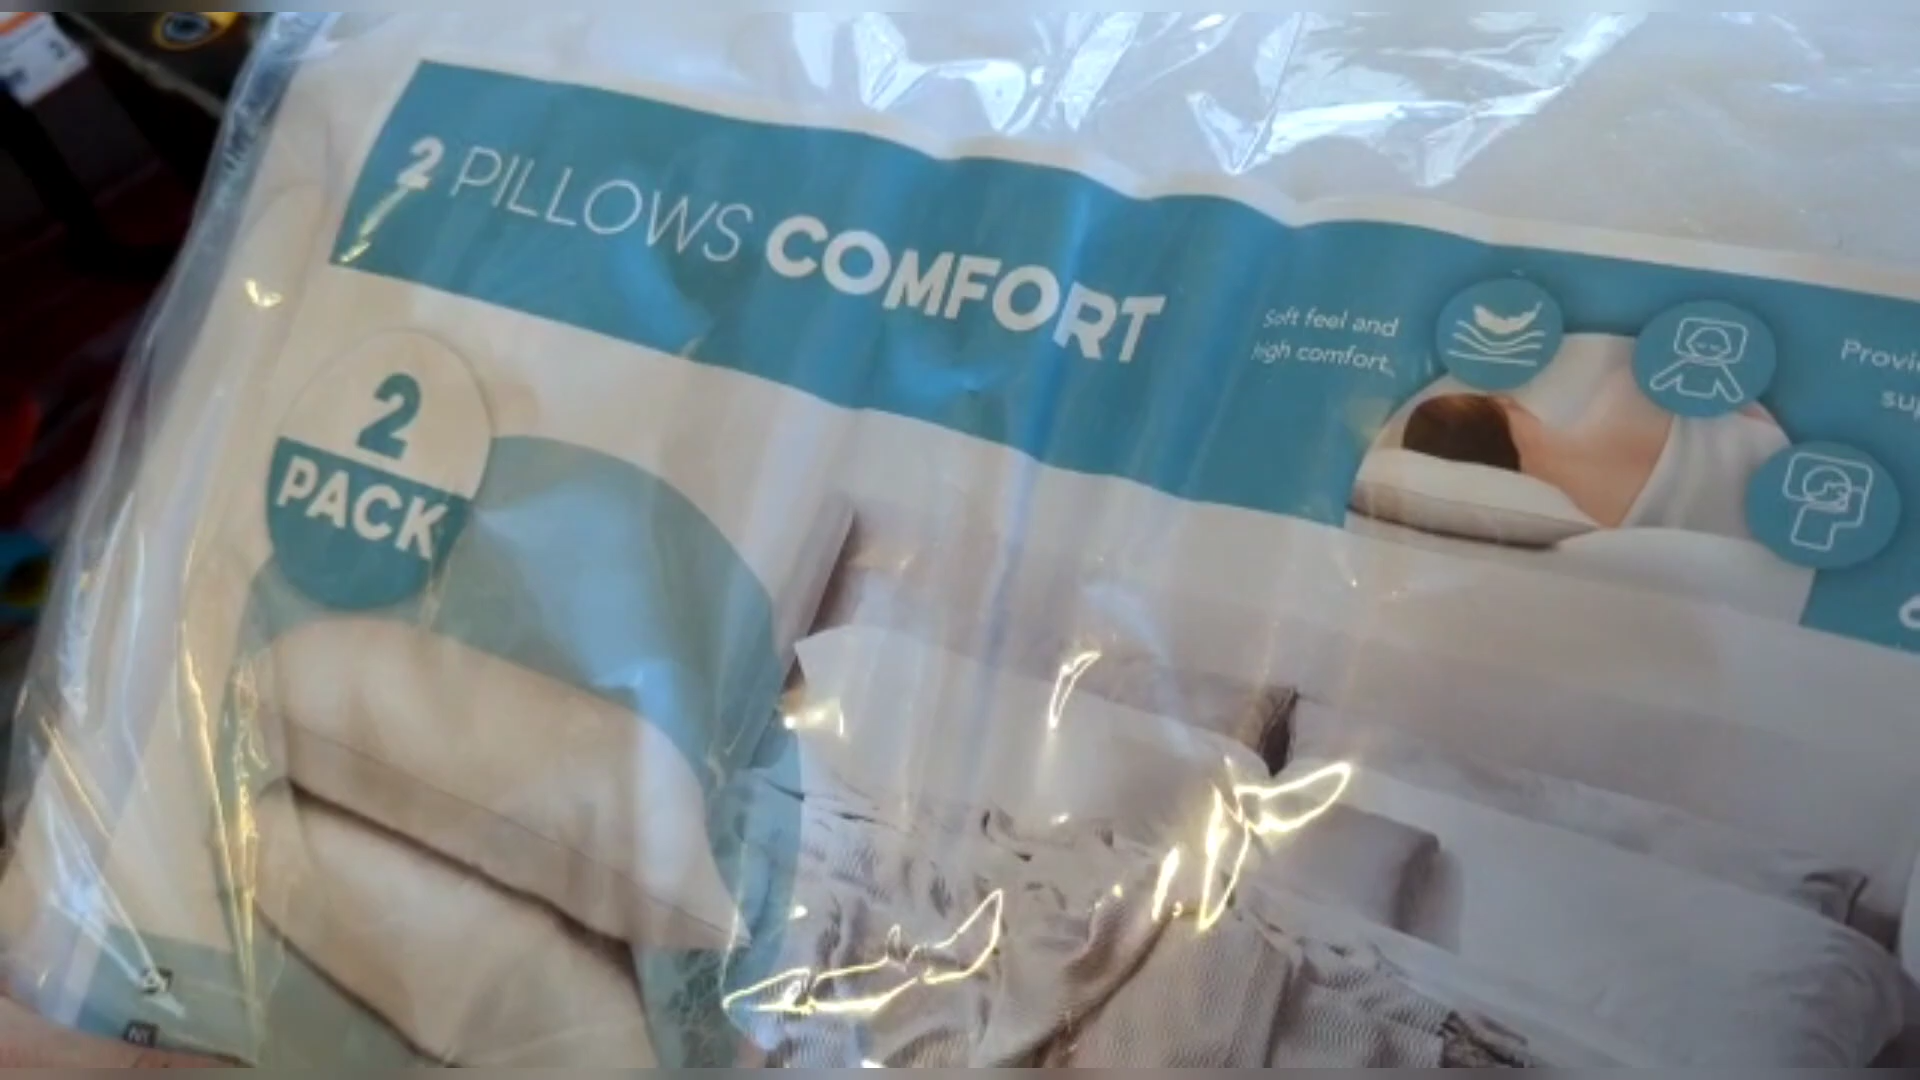 2 PILLOWS COMFORT
Soft feel and
high comfort.
2
PACK